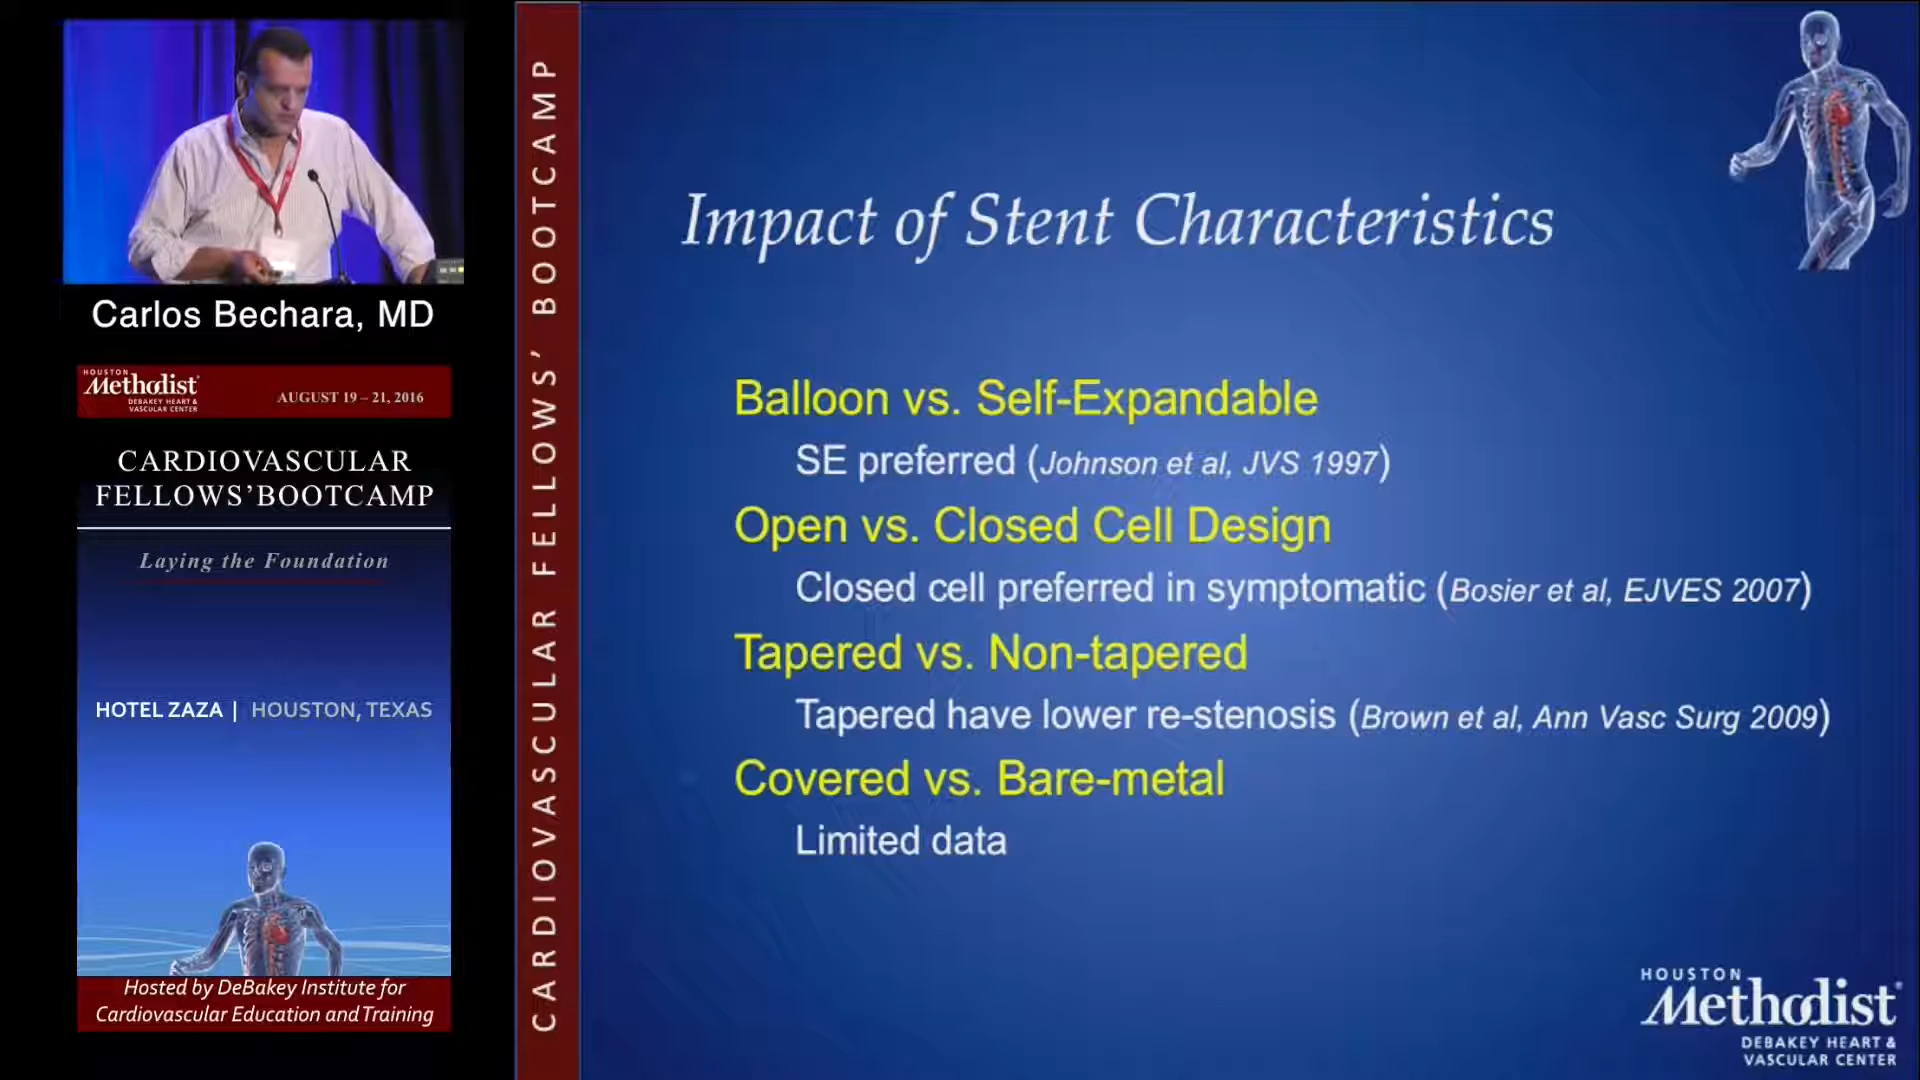 Carlos Bechara, MD
HOUSTON
Methodist
DEBAKEY HEART &
VASCULAR CENTER
AUGUST 19 – 21, 2016
CARDIOVASCULAR
FELLOWS'BOOTCAMP
Laying the Foundation
HOTEL ZAZA | HOUSTON, TEXAS
Hosted by DeBakey Institute for
Cardiovascular Education and Training
CARDIOVASCULAR FELLOWS' BOOTCAMP
Impact of Stent Characteristics
Balloon vs. Self-Expandable
SE preferred (Johnson et al, JVS 1997)
Open vs. Closed Cell Design
Closed cell preferred in symptomatic (Bosier et al, EJVES 2007)
Tapered vs. Non-tapered
Tapered have lower re-stenosis (Brown et al, Ann Vasc Surg 2009)
Covered vs. Bare-metal
Limited data
HOUSTON
Methodist
DEBAKEY HEART &
VASCULAR CENTER